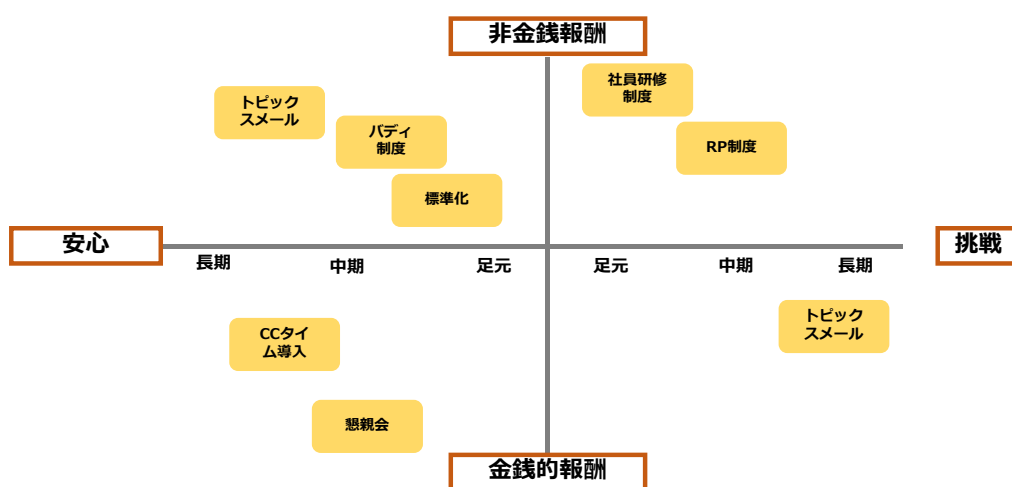 非金銭報酬
社員研修
制度
トピック
スメール
バディ
制度
RP制度
標準化
安心
挑戦
長期
中期
足元
足元
中期
長期
トピック
スメール
CCタイ
ム導入
懇親会
金銭的報酬